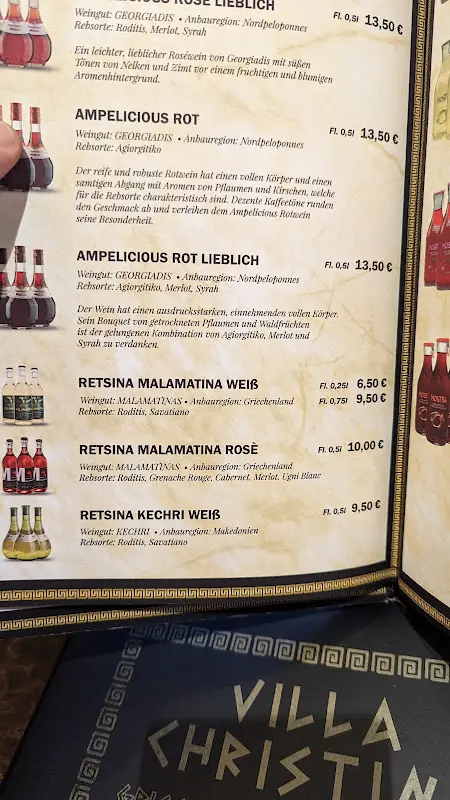 ROSE LIEBLICH
Weingut: GEORGIADIS • Anbauregion: Nordpeloponnes Fl. 0,5l 13,50 €
Rebsorte: Roditis, Merlot, Syrah
Ein leichter, lieblicher Roséwein von Georgiadis mit süßen
Tönen von Nelken und Zimt vor einem fruchtigen und blumigen
Aromenhintergrund.
AMPELICIOUS ROT Fl. 0,5l 13,50 €
Weingut: GEORGIADIS • Anbauregion: Nordpeloponnes
Rebsorte: Agiorgitiko
Der reife und robuste Rotwein hat einen vollen Körper und einen
samtigen Abgang mit Aromen von Pflaumen und Kirschen, welche
für die Rebsorte charakteristisch sind. Dezente Kaffeetöne runden
den Geschmack ab und verleihen dem Ampelicious Rotwein
seine Besonderheit.
AMPELICIOUS ROT LIEBLICH Fl. 0,5l 13,50 €
Weingut: GEORGIADIS • Anbauregion: Nordpeloponnes
Rebsorte: Agiorgitiko, Merlot, Syrah
Der Wein hat einen ausdrucksstarken, einnehmenden vollen Körper.
Sein Bouquet von getrockneten Pflaumen und Waldfrüchten
ist der gelungenen Kombination von Agiorgitiko, Merlot und
Syrah zu verdanken.
RETSINA MALAMATINA WEIß Fl. 0,25l 6,50 €
Weingut: MALAMATINAS • Anbauregion: Griechenland Fl. 0,75l 9,50 €
Rebsorte: Roditis, Savatiano
RETSINA MALAMATINA ROSÈ Fl. 0,5l 10,00 €
Weingut: MALAMATINAS • Anbauregion: Griechenland
Rebsorte: Roditis, Grenache Rouge, Cabernet, Merlot, Ugni Blanc
RETSINA KECHRI WEIß Fl. 0,5l 9,50 €
Weingut: KECHRI • Anbauregion: Makedonien
Rebsorte: Roditis, Savatiano
VILLA
CHRISTIN